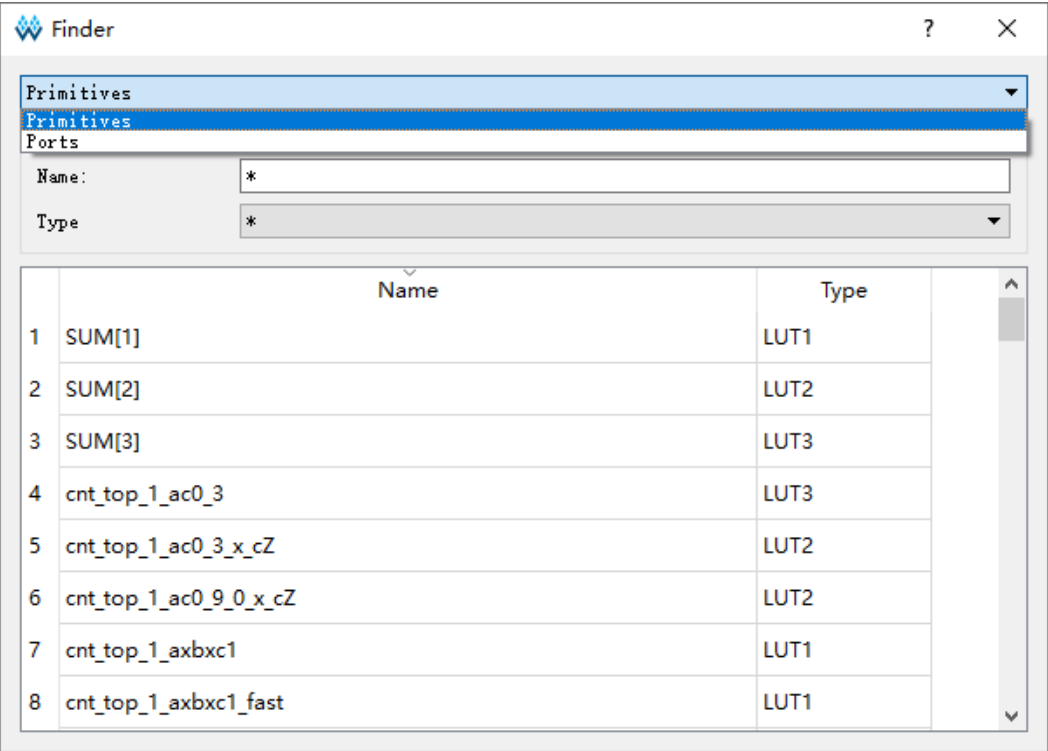 Finder ?
Primitives
Primitives
Ports
Name: *
Type *
Name Type
1 SUM[1] LUT1
2 SUM[2] LUT2
3 SUM[3] LUT3
4 cnt_top_1_ac0_3 LUT3
5 cnt_top_1_ac0_3_x_cZ LUT2
6 cnt_top_1_ac0_9_0_x_cZ LUT2
7 cnt_top_1_axbxc1 LUT1
8 cnt_top_1_axbxc1_fast LUT1